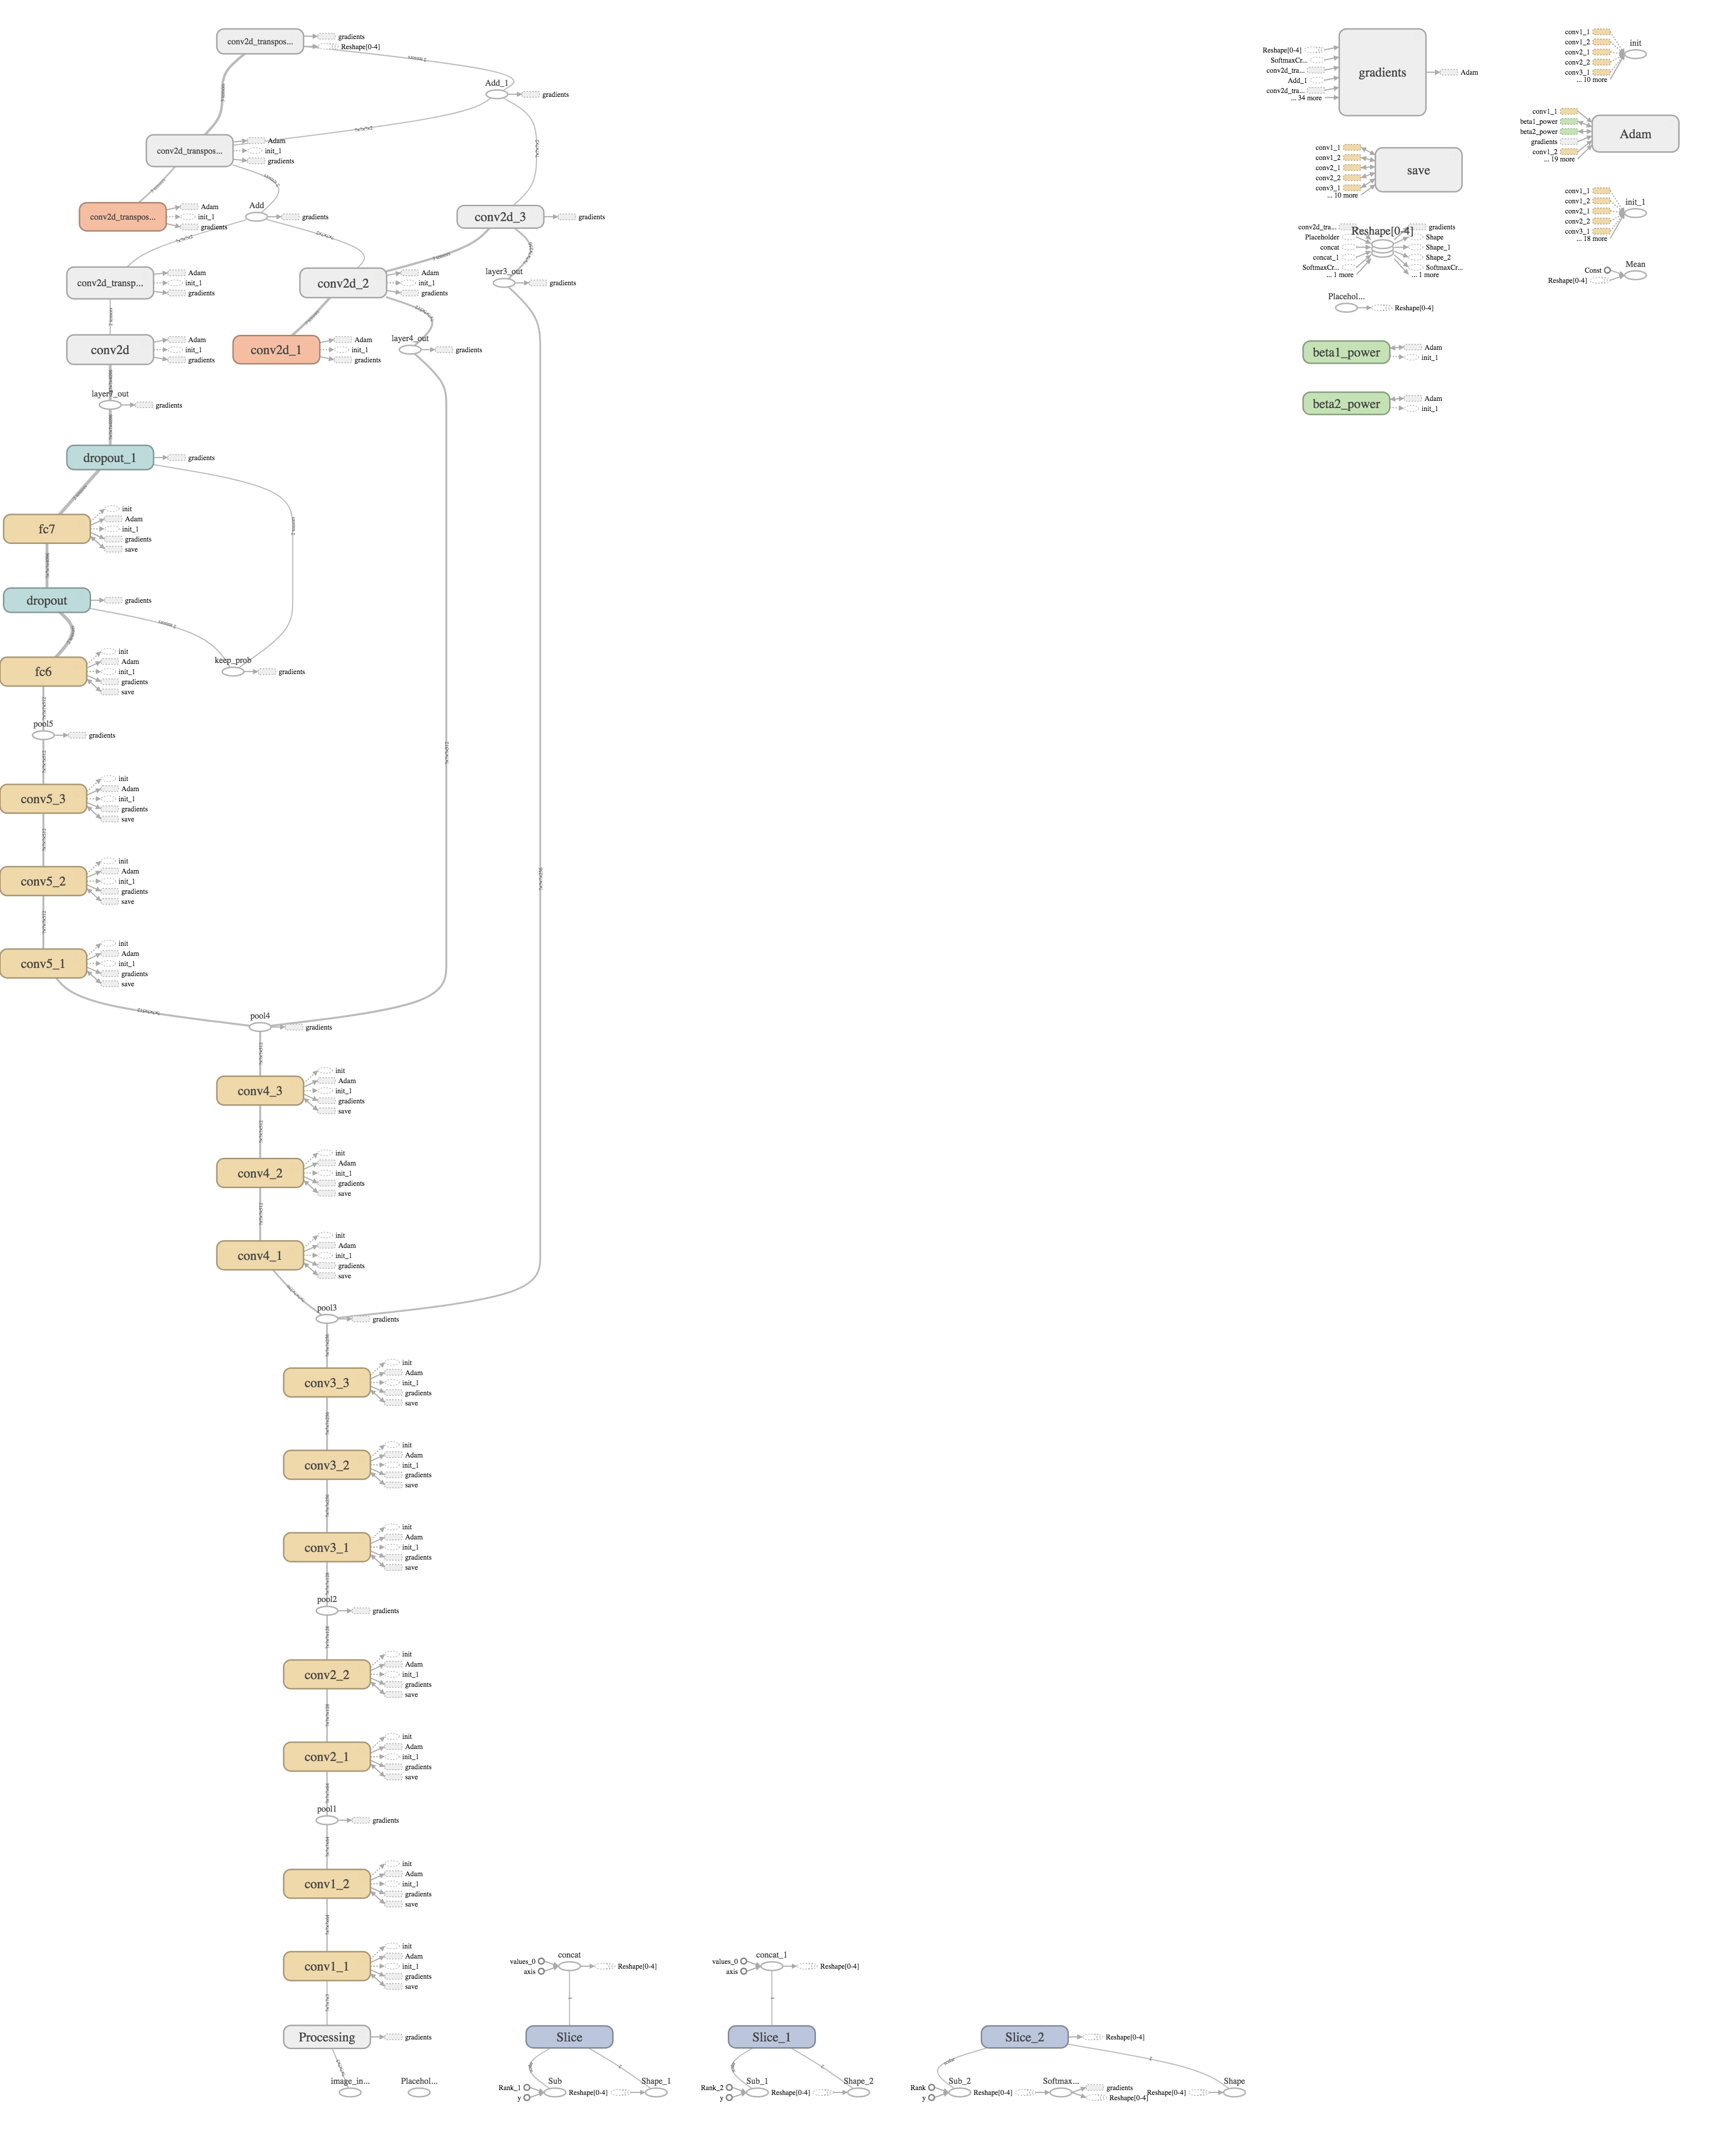 conv2d_transpos...
gradients
Reshape[0-4]
Add_1
gradients
conv2d_transpos...
Adam
init_1
gradients
conv2d_transpos...
Adam
init_1
gradients
Add
gradients
conv2d_3
gradients
conv2d_transp...
Adam
init_1
gradients
conv2d_2
Adam
init_1
gradients
layer3_out
gradients
conv2d
Adam
init_1
gradients
conv2d_1
Adam
init_1
gradients
layer4_out
gradients
layer7_out
gradients
dropout_1
gradients
fc7
init
Adam
init_1
gradients
save
dropout
gradients
fc6
init
Adam
init_1
gradients
save
keep_prob
gradients
pool5
gradients
conv5_3
init
Adam
init_1
gradients
save
conv5_2
init
Adam
init_1
gradients
save
conv5_1
init
Adam
init_1
gradients
save
pool4
gradients
conv4_3
init
Adam
init_1
gradients
save
conv4_2
init
Adam
init_1
gradients
save
conv4_1
init
Adam
init_1
gradients
save
pool3
gradients
conv3_3
init
Adam
init_1
gradients
save
conv3_2
init
Adam
init_1
gradients
save
conv3_1
init
Adam
init_1
gradients
save
pool2
gradients
conv2_2
init
Adam
init_1
gradients
save
conv2_1
init
Adam
init_1
gradients
save
pool1
gradients
conv1_2
init
Adam
init_1
gradients
save
conv1_1
init
Adam
init_1
gradients
save
Processing
gradients
image_in...
Placehol...
concat
values_0
axis
Reshape[0-4]
Slice
Rank_1
y
Sub
Reshape[0-4]
Shape_1
concat_1
values_0
axis
Reshape[0-4]
Slice_1
Rank_2
y
Sub_1
Reshape[0-4]
Shape_2
Slice_2
Reshape[0-4]
Rank
y
Sub_2
Reshape[0-4]
Softmax...
gradients
Reshape[0-4]
Reshape[0-4]
Shape
Reshape[0-4]
SoftmaxCr...
conv2d_tra...
Add_1
conv2d_tra...
... 34 more
gradients
Adam
conv1_1
conv1_2
conv2_1
conv2_2
conv3_1
... 10 more
save
conv2d_tra...
Placeholder
concat
concat_1
SoftmaxCr...
... 1 more
Reshape[0-4]
gradients
Shape
Shape_1
Shape_2
SoftmaxCr...
... 1 more
Placehol...
Reshape[0-4]
beta1_power
Adam
init_1
beta2_power
Adam
init_1
conv1_1
conv1_2
conv2_1
conv2_2
conv3_1
... 10 more
init
conv1_1
beta1_power
beta2_power
gradients
conv1_2
... 19 more
Adam
conv1_1
conv1_2
conv2_1
conv2_2
conv3_1
... 18 more
init_1
Const
Reshape[0-4]
Mean